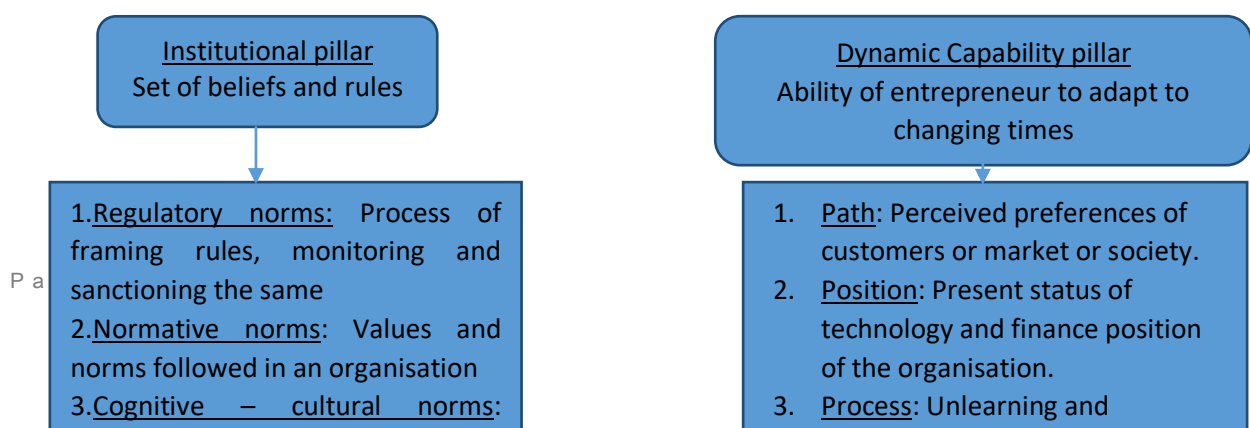 Institutional pillar
Set of beliefs and rules
1.Regulatory norms: Process of
framing rules, monitoring and
sanctioning the same
2.Normative norms: Values and
norms followed in an organisation
3.Cognitive – cultural norms:
Dynamic Capability pillar
Ability of entrepreneur to adapt to
changing times
1. Path: Perceived preferences of
customers or market or society.
2. Position: Present status of
technology and finance position
of the organisation.
3. Process: Unlearning and
P a